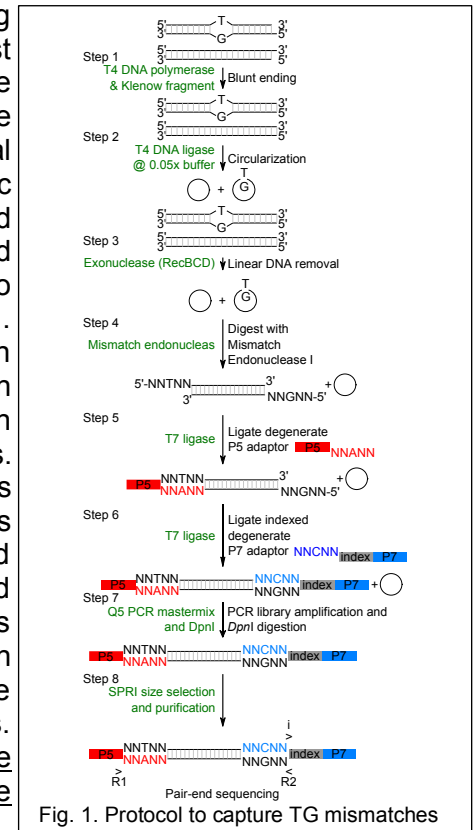 ng
st
e
e
al
c
d
d
o
.
n
n
n
s.
s
s
d
d
s
n
e
s.
e
e
5' T 3'
3' G 5'
5' 3'
3' 5'
Step 1
T4 DNA polymerase
& Klenow fragment
Blunt ending
5' T 3'
3' G 5'
5' 3'
3' 5'
Step 2
T4 DNA ligase
@ 0.05x buffer
Circularization
+ T
G
5' T 3'
3' G 5'
5' 3'
3' 5'
Step 3
Exonuclease (RecBCD)
Linear DNA removal
+ T
G
Step 4
Mismatch endonucleas
Digest with
Mismatch
Endonuclease I
5'-NNTNN 3' +
3' NNGNN-5'
Step 5
T7 ligase
Ligate degenerate
P5 adaptor P5 NNANN
P5 NNTNN 3' +
NNANN NNGNN-5'
Step 6
T7 ligase
Ligate indexed
degenerate
P7 adaptor NNCNN index P7
P5 NNTNN NNCNN index P7 +
NNANN NNGNN
Step 7
Q5 PCR mastermix
and DpnI
PCR library amplification and
DpnI digestion
P5 NNTNN NNCNN index P7
NNANN NNGNN
Step 8
SPRI size selection
and purification
i
>
P5 NNTNN NNCNN index P7
NNANN NNGNN
> <
R1 R2
Pair-end sequencing
Fig. 1. Protocol to capture TG mismatches